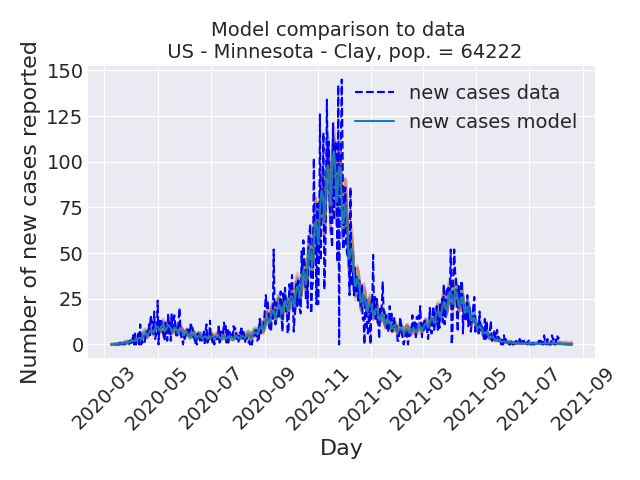 Model comparison to data
US - Minnesota - Clay, pop. = 64222
Number of new cases reported
150
125
100
75
50
25
0
new cases data
new cases model
2020-03
2020-05
2020-07
2020-09
2020-11
2021-01
2021-03
2021-05
2021-07
2021-09
Day